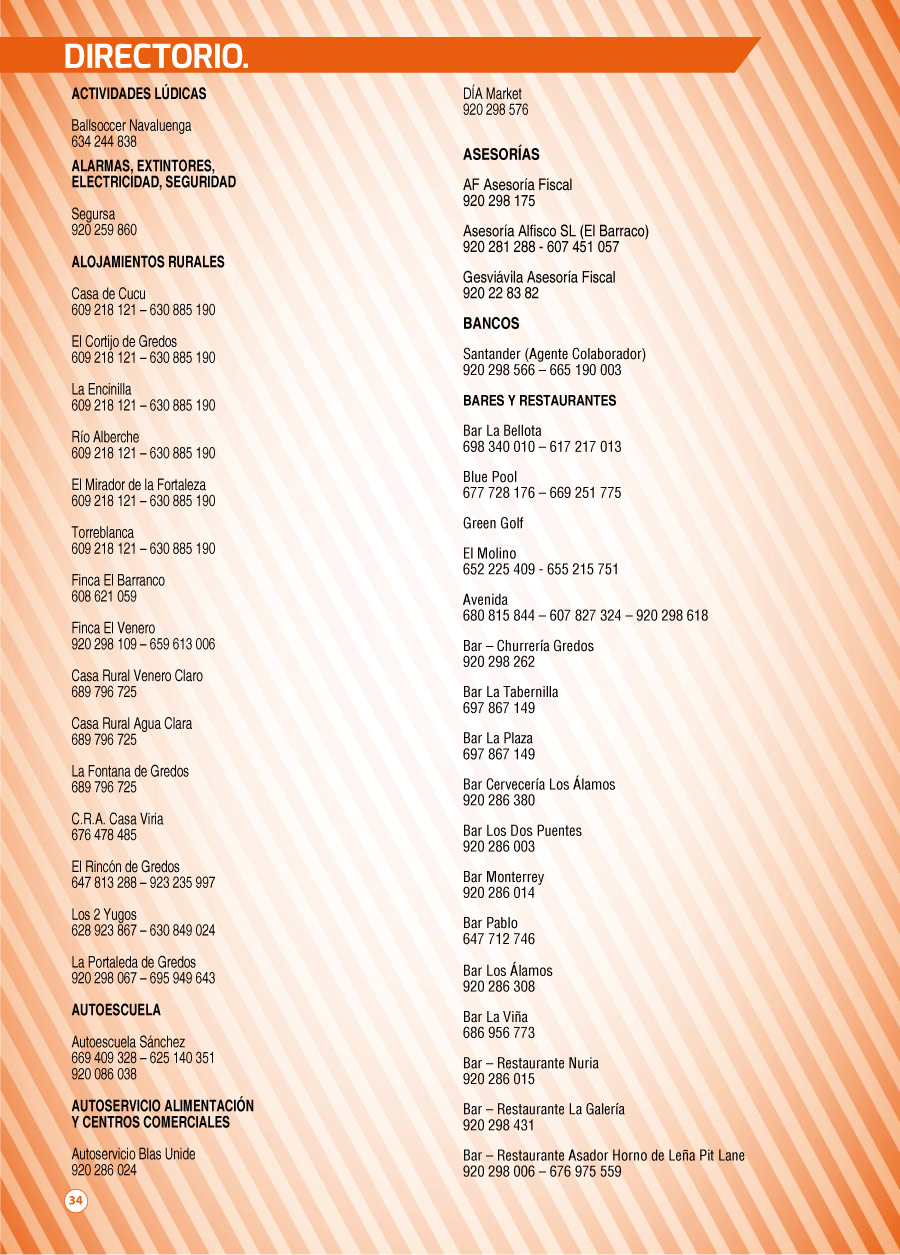 DIRECTORIO.
ACTIVIDADES LÚDICAS
Ballsoccer Navaluenga
634 244 838
ALARMAS, EXTINTORES,
ELECTRICIDAD, SEGURIDAD
Segursa
920 259 860
ALOJAMIENTOS RURALES
Casa de Cucu
609 218 121 – 630 885 190
El Cortijo de Gredos
609 218 121 – 630 885 190
La Encinilla
609 218 121 – 630 885 190
Río Alberche
609 218 121 – 630 885 190
El Mirador de la Fortaleza
609 218 121 – 630 885 190
Torreblanca
609 218 121 – 630 885 190
Finca El Barranco
608 621 059
Finca El Venero
920 298 109 – 659 613 006
Casa Rural Venero Claro
689 796 725
Casa Rural Agua Clara
689 796 725
La Fontana de Gredos
689 796 725
C.R.A. Casa Viria
676 478 485
El Rincón de Gredos
647 813 288 – 923 235 997
Los 2 Yugos
628 923 867 – 630 849 024
La Portaleda de Gredos
920 298 067 – 695 949 643
AUTOESCUELA
Autoescuela Sánchez
669 409 328 – 625 140 351
920 086 038
AUTOSERVICIO ALIMENTACIÓN
Y CENTROS COMERCIALES
Autoservicio Blas Unide
920 286 024
DÍA Market
920 298 576
ASESORÍAS
AF Asesoría Fiscal
920 298 175
Asesoría Alfisco SL (El Barraco)
920 281 288 - 607 451 057
Gesviávila Asesoría Fiscal
920 22 83 82
BANCOS
Santander (Agente Colaborador)
920 298 566 – 665 190 003
BARES Y RESTAURANTES
Bar La Bellota
698 340 010 – 617 217 013
Blue Pool
677 728 176 – 669 251 775
Green Golf
El Molino
652 225 409 - 655 215 751
Avenida
680 815 844 – 607 827 324 – 920 298 618
Bar – Churrería Gredos
920 298 262
Bar La Tabernilla
697 867 149
Bar La Plaza
697 867 149
Bar Cervecería Los Álamos
920 286 380
Bar Los Dos Puentes
920 286 003
Bar Monterrey
920 286 014
Bar Pablo
647 712 746
Bar Los Álamos
920 286 308
Bar La Viña
686 956 773
Bar – Restaurante Nuria
920 286 015
Bar – Restaurante La Galería
920 298 431
Bar – Restaurante Asador Horno de Leña Pit Lane
920 298 006 – 676 975 559
34